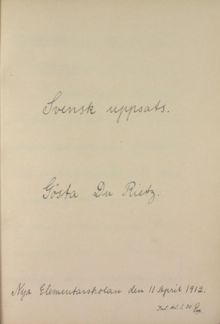 Svensk uppsats.
Gösta Du Rietz.
Nya Elementarskolan den 11 April 1912.